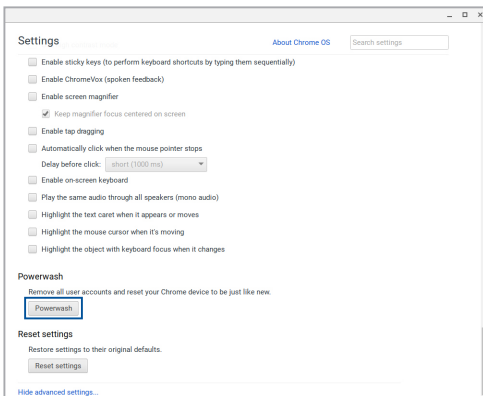 Settings
About Chrome OS
Search settings
Enable sticky keys (to perform keyboard shortcuts by typing them sequentially)
Enable ChromeVox (spoken feedback)
Enable screen magnifier
Keep magnifier focus centered on screen
Enable tap dragging
Automatically click when the mouse pointer stops
Delay before click: short (1000 ms)
Enable on-screen keyboard
Play the same audio through all speakers (mono audio)
Highlight the text caret when it appears or moves
Highlight the mouse cursor when it's moving
Highlight the object with keyboard focus when it changes
Powerwash
Remove all user accounts and reset your Chrome device to be just like new.
Powerwash
Reset settings
Restore settings to their original defaults.
Reset settings
Hide advanced settings...